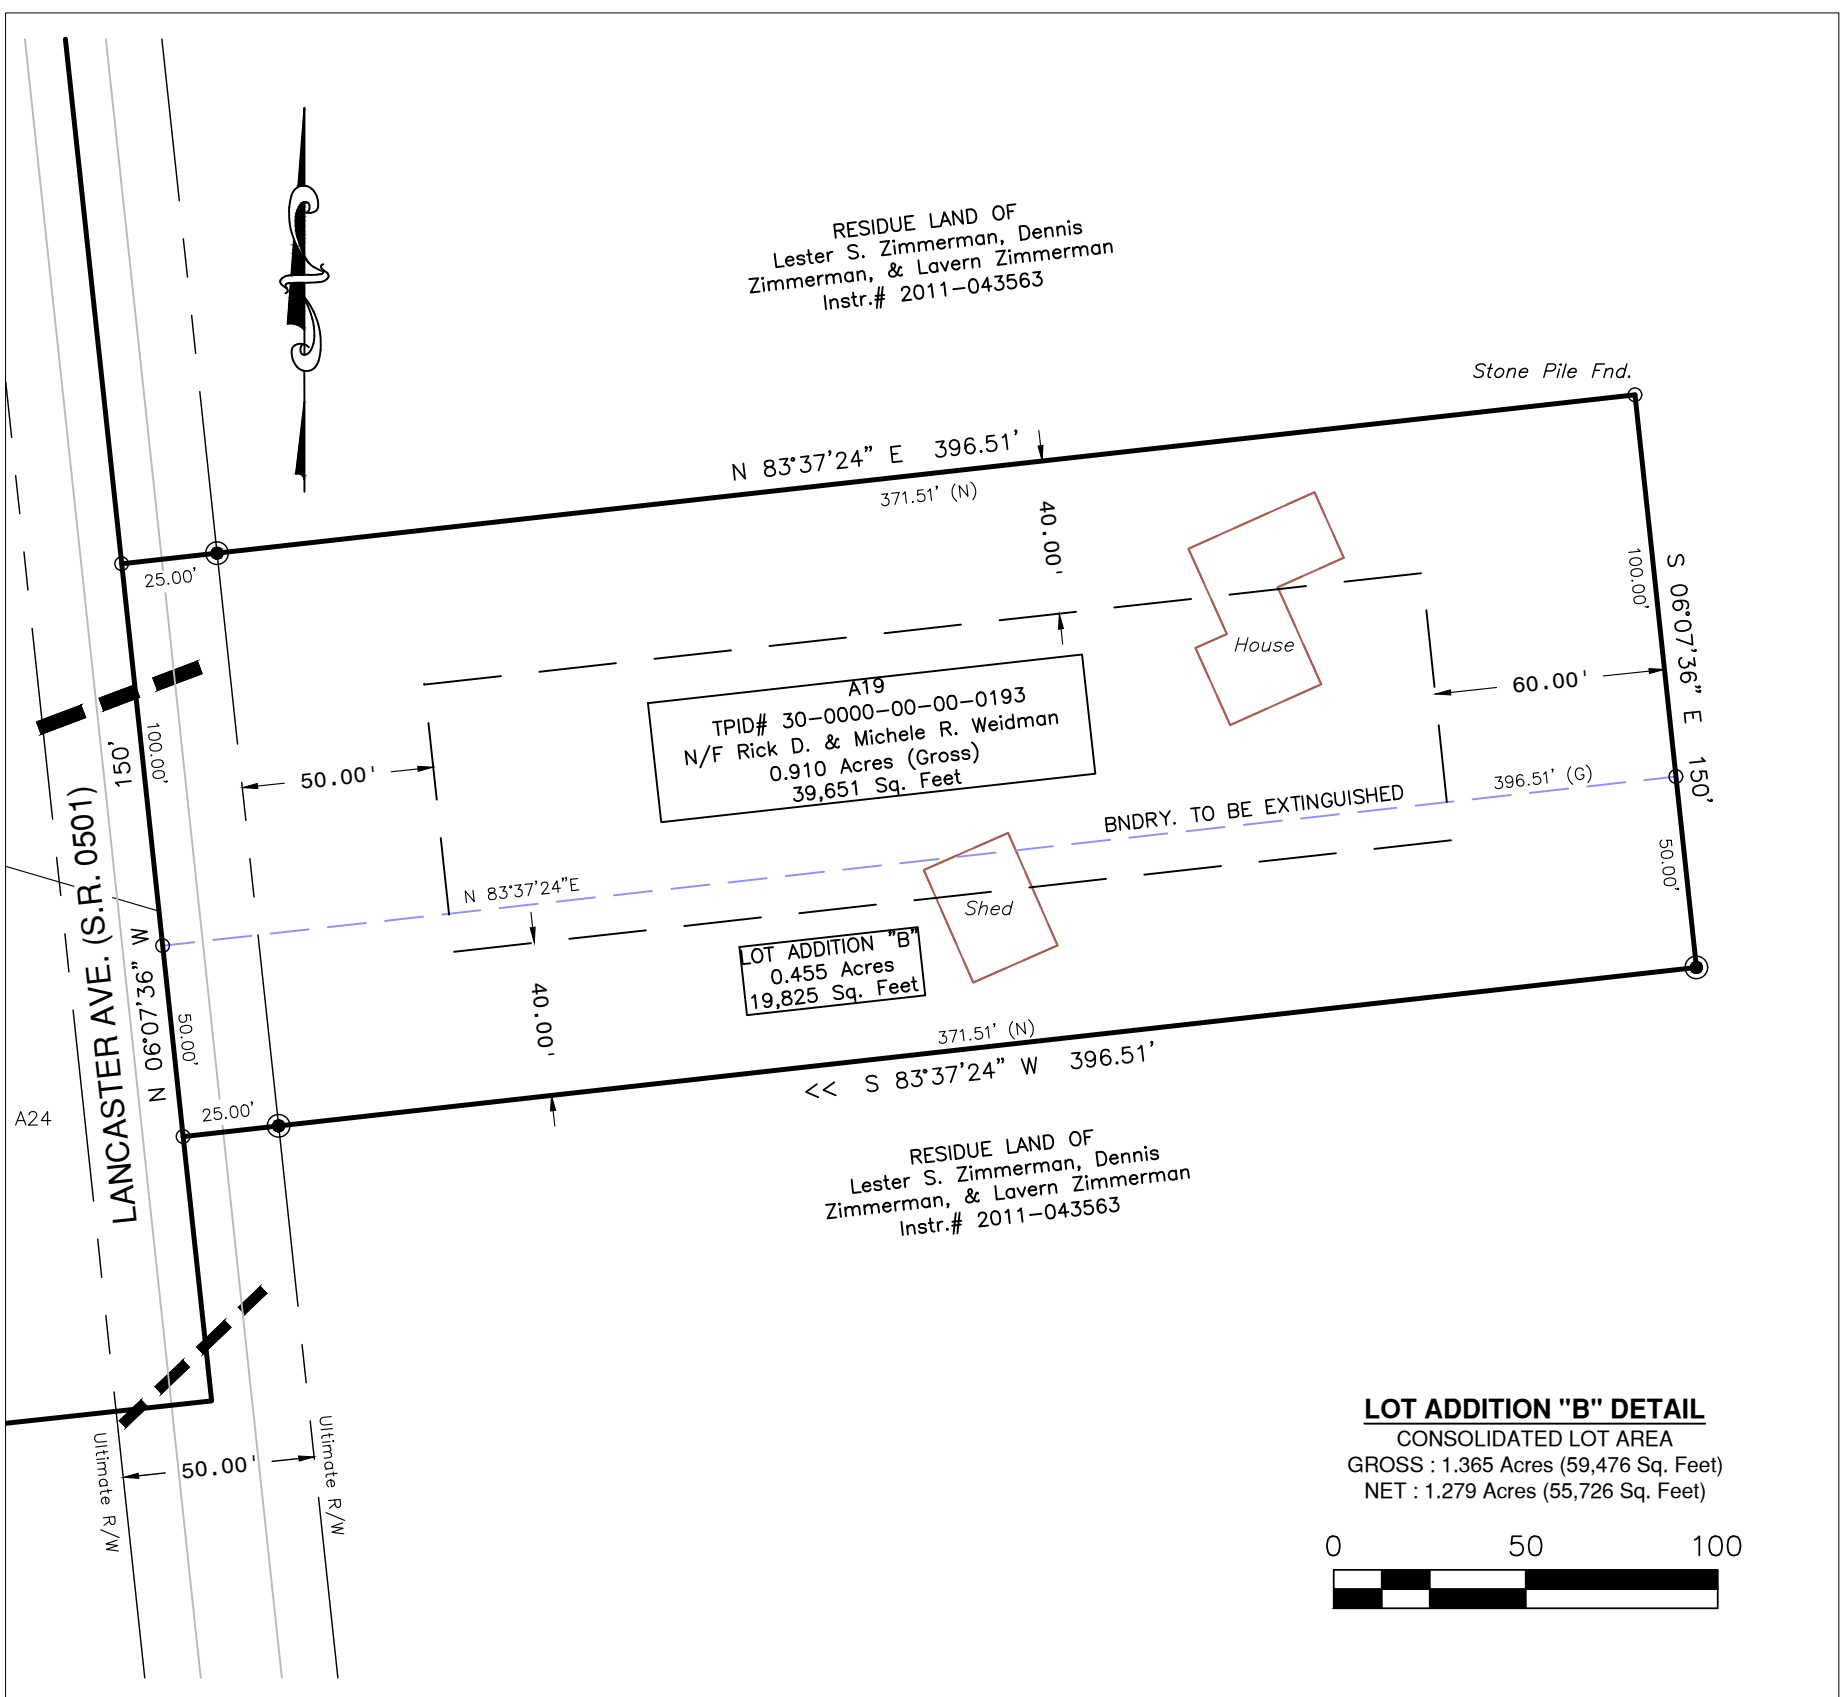 RESIDUE LAND OF
Lester S. Zimmerman, Dennis
Zimmerman, & Lavern Zimmerman
Instr.# 2011-043563
Stone Pile Fnd.
N 83°37'24" E 396.51'
371.51' (N)
25.00'
40.00'
100.00'
S 06°07'36" E 150'
House
60.00'
A19
TPID# 30-0000-00-00-0193
N/F Rick D. & Michele R. Weidman
0.910 Acres (Gross)
39,651 Sq. Feet
50.00'
150'
100.00'
396.51' (G)
BNDRY. TO BE EXTINGUISHED
N 83°37'24"E
50.00'
Shed
LOT ADDITION "B"
0.455 Acres
19,825 Sq. Feet
LANCASTER AVE. (S.R. 0501)
N 06°07'36" W
50.00'
40.00'
371.51' (N)
<< S 83°37'24" W 396.51'
25.00'
A24
RESIDUE LAND OF
Lester S. Zimmerman, Dennis
Zimmerman, & Lavern Zimmerman
Instr.# 2011-043563
Ultimate R/W
50.00'
Ultimate R/W
LOT ADDITION "B" DETAIL
CONSOLIDATED LOT AREA
GROSS : 1.365 Acres (59,476 Sq. Feet)
NET : 1.279 Acres (55,726 Sq. Feet)
0 50 100